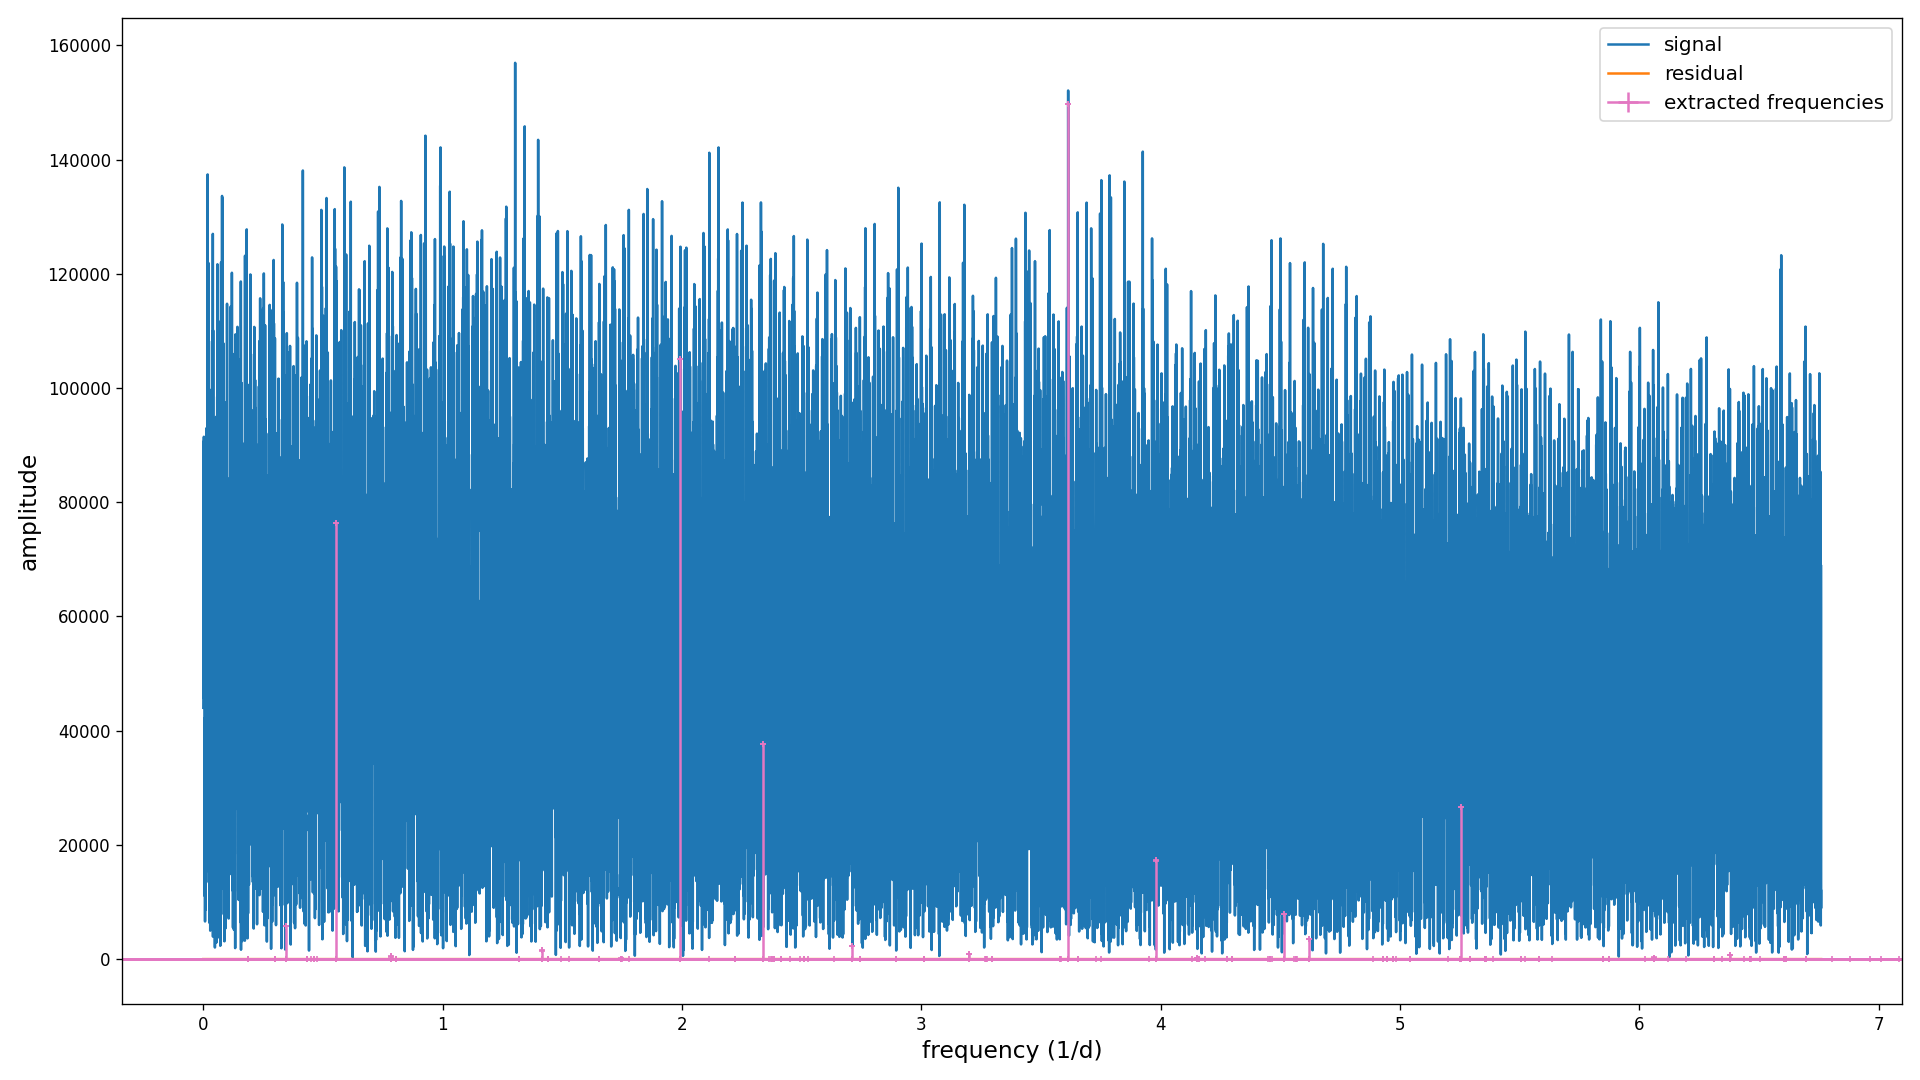 signal
residual
extracted frequencies
160000
140000
120000
100000
80000
60000
40000
20000
0
amplitude
0 1 2 3 4 5 6 7
frequency (1/d)